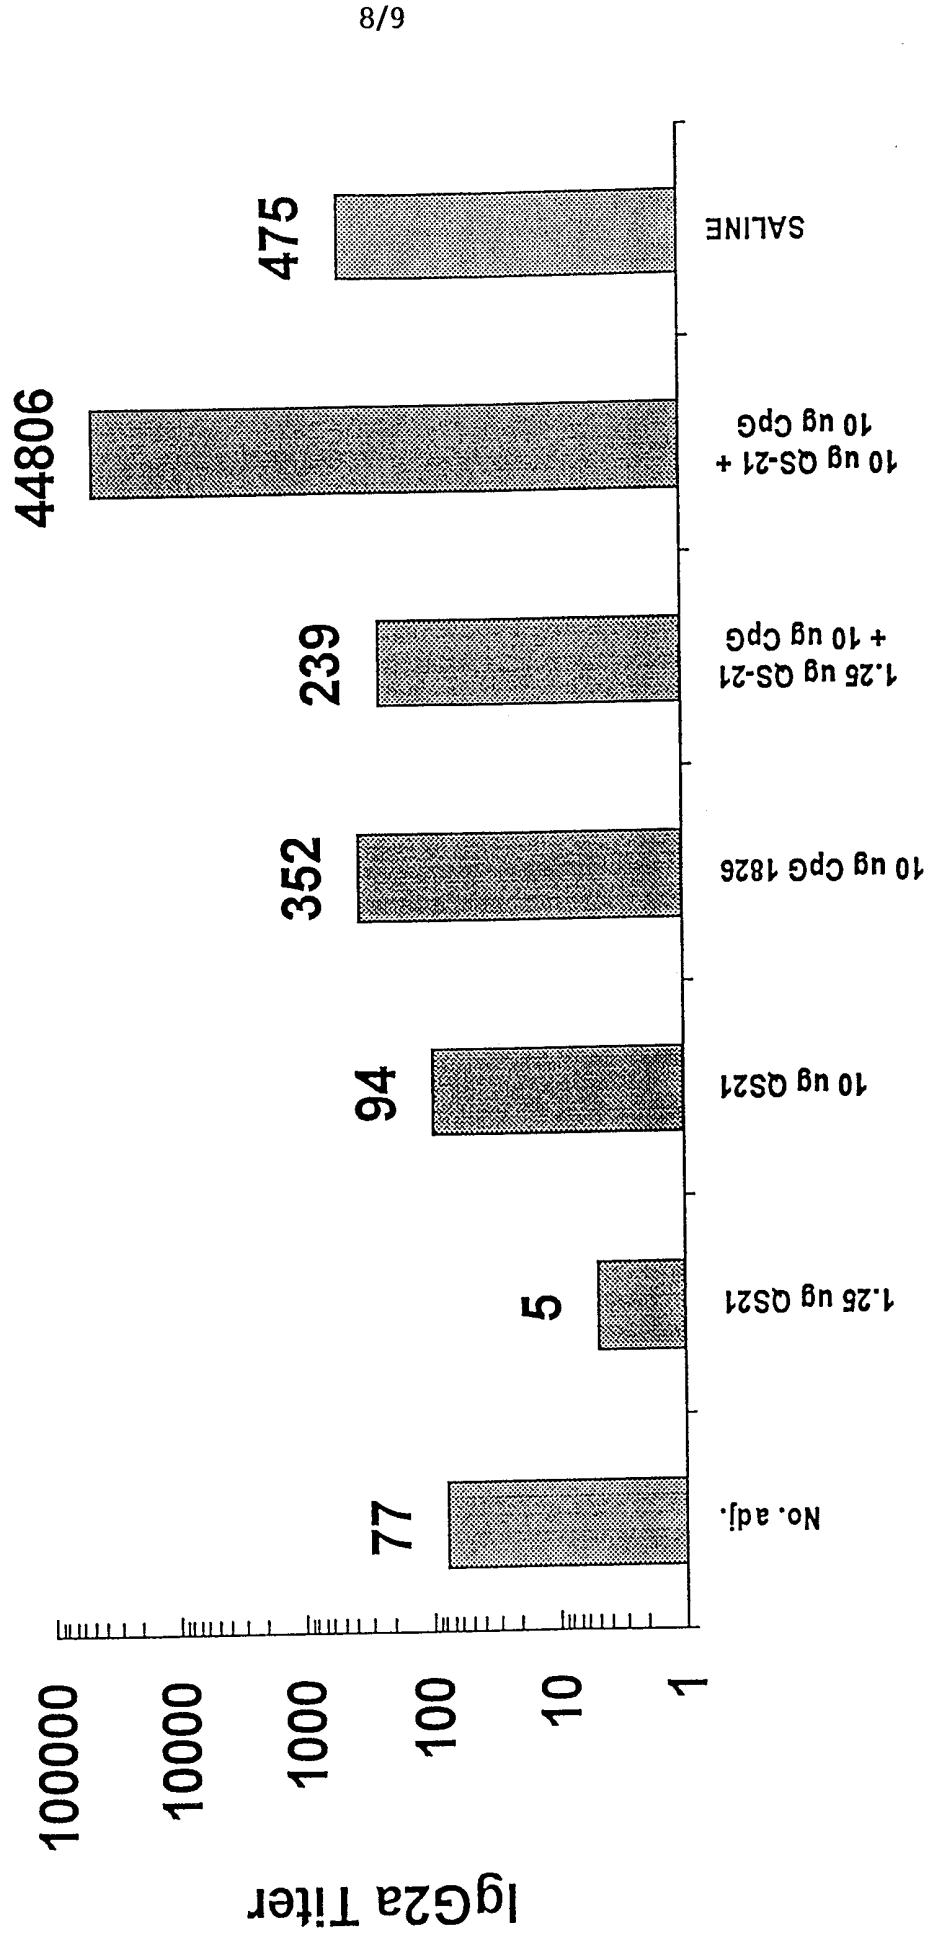 8/9
IgG2a Titer
100000
10000
1000
100
10
1
77
5
94
352
239
44806
475
No. adj.
1.25 ug QS21
10 ug QS21
10 ug CpG 1826
1.25 ug QS-21
+ 10 ug CpG
10 ug QS-21 +
10 ug CpG
SALINE